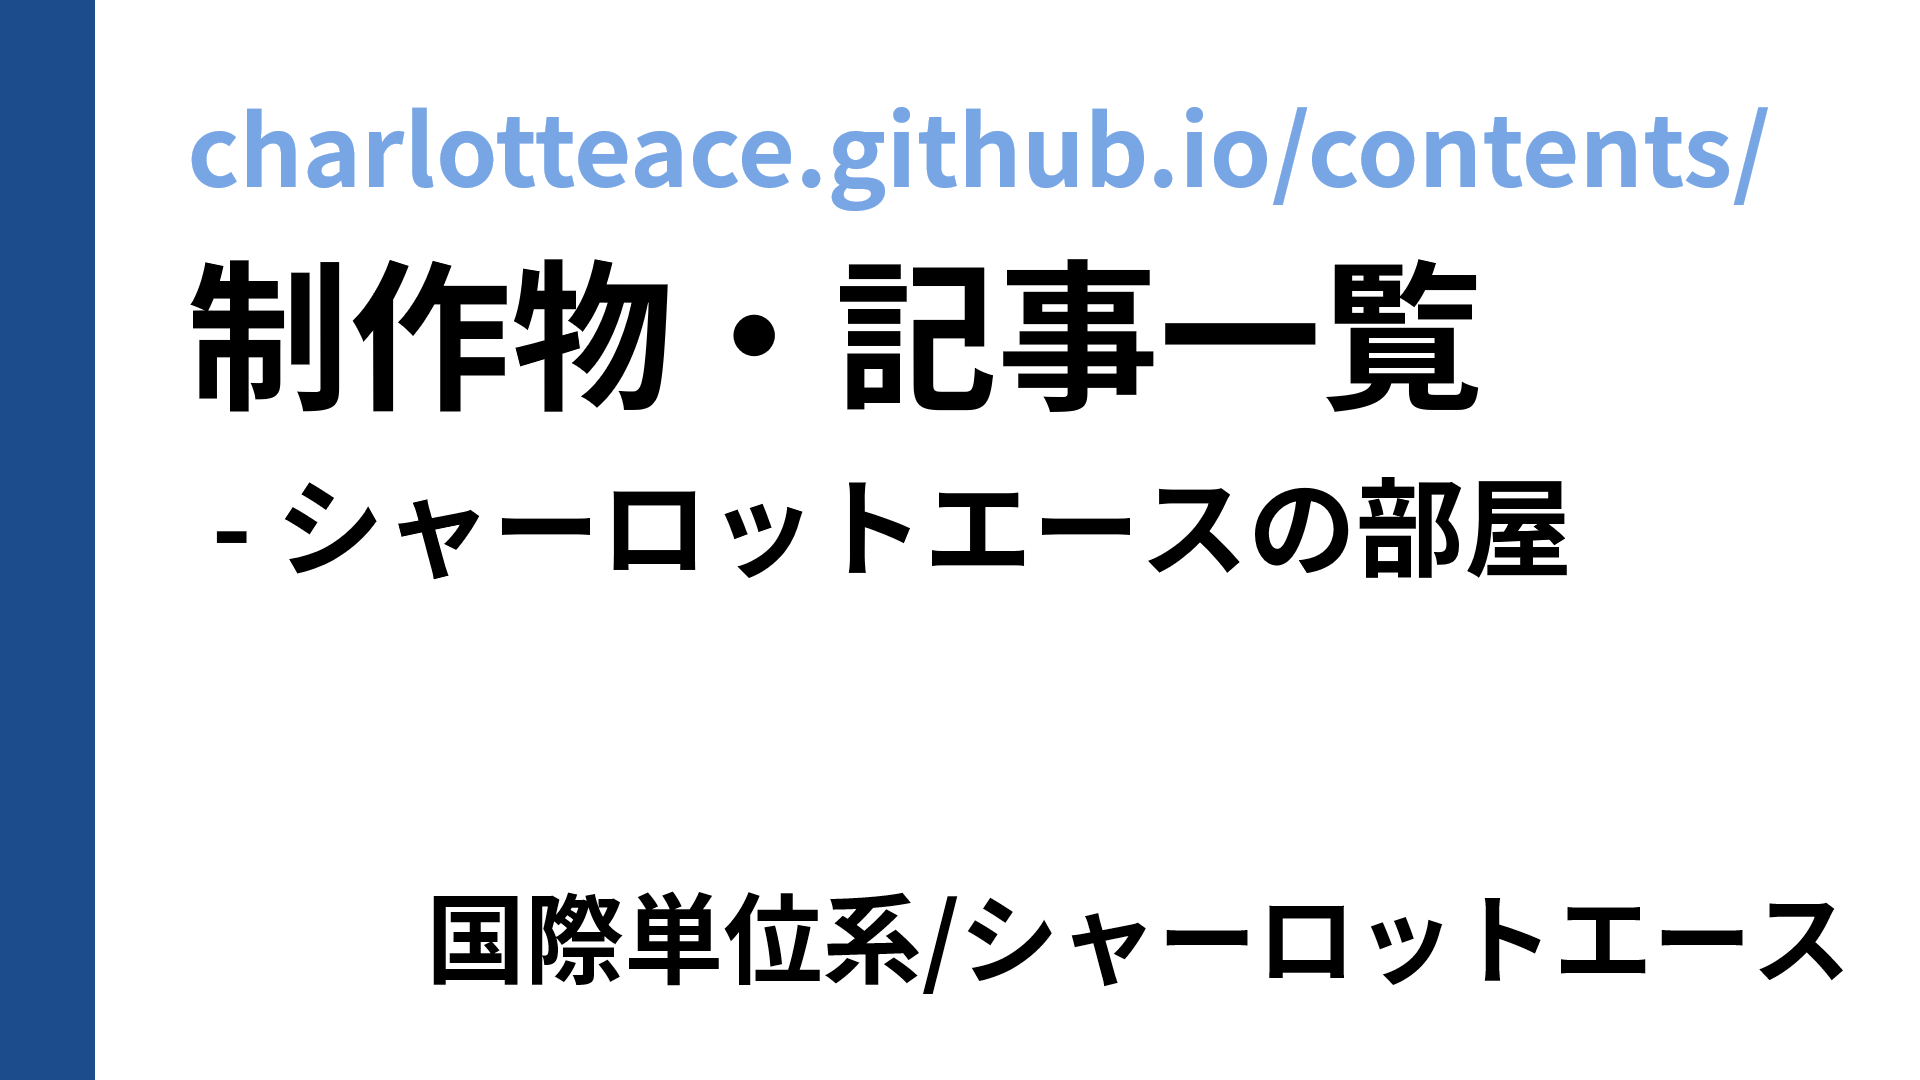 charlotteace.github.io/contents/
制作物・記事一覧
- シャーロットエースの部屋
国際単位系/シャーロットエース